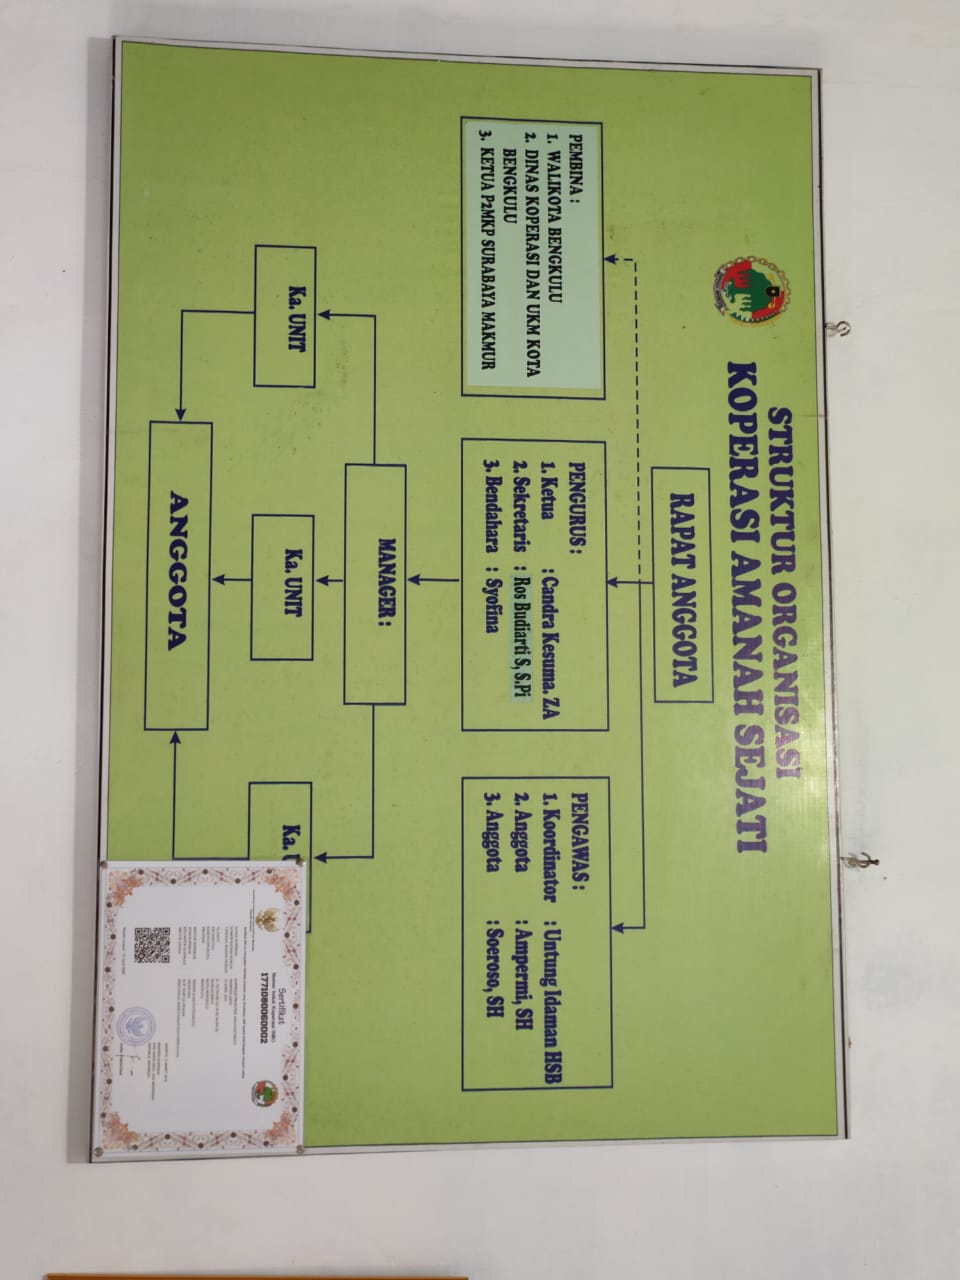 STRUKTUR ORGANISASI
KOPERASI AMANAH SEJATI
RAPAT ANGGOTA
PEMBINA :
1. WALIKOTA BENGKULU
2. DINAS KOPERASI DAN UKM KOTA
BENGKULU
3. KETUA P2MKP SURABAYA MAKMUR
PENGURUS :
1. Ketua : Candra Kesuma. ZA
2. Sekretaris : Ros Budiarti S, S.Pi
3. Bendahara : Syofina
PENGAWAS :
1. Koordinator : Untung Idaman HSB
2. Anggota : Ampermi, SH
3. Anggota : Soeroso, SH
MANAGER :
Ka. UNIT
Ka. UNIT
Ka. U
ANGGOTA
Sertifikat
Nomor Induk Koperasi (NIK)
1771080060002